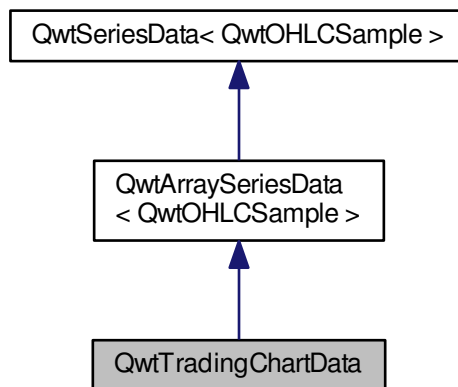 QwtSeriesData< QwtOHLCSample >
QwtArraySeriesData
< QwtOHLCSample >
QwtTradingChartData